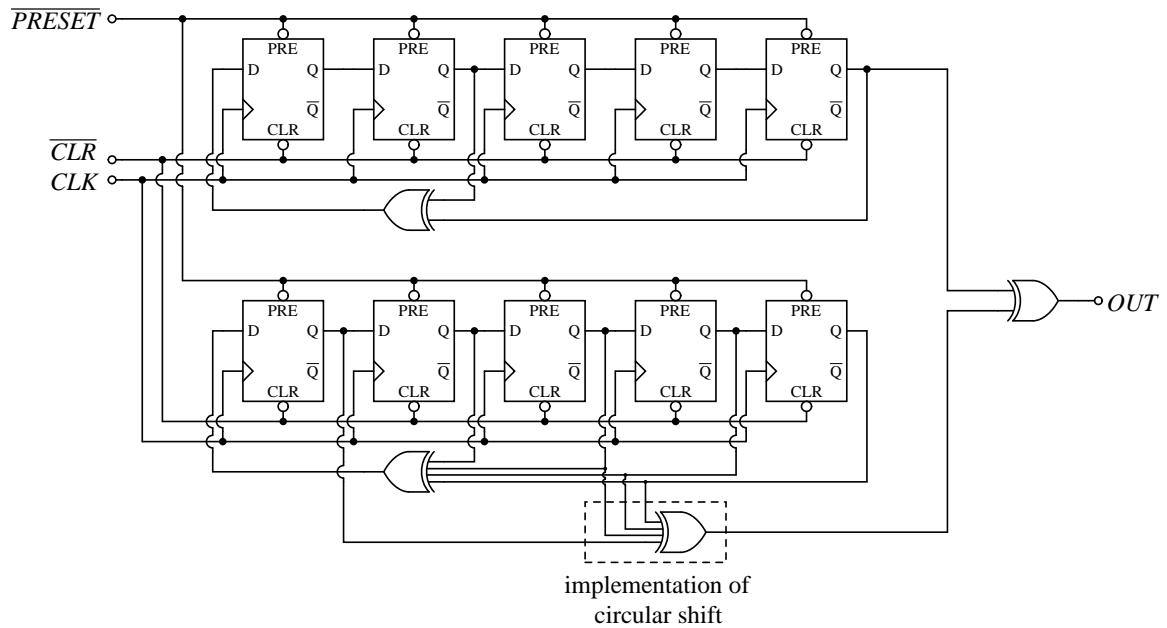 PRESET
PRE PRE PRE PRE PRE
D Q D Q D Q D Q D Q
Q Q Q Q Q
CLR CLR CLR CLR CLR
CLR
CLK
PRE PRE PRE PRE PRE
D Q D Q D Q D Q D Q
Q Q Q Q Q
CLR CLR CLR CLR CLR
OUT
implementation of
circular shift